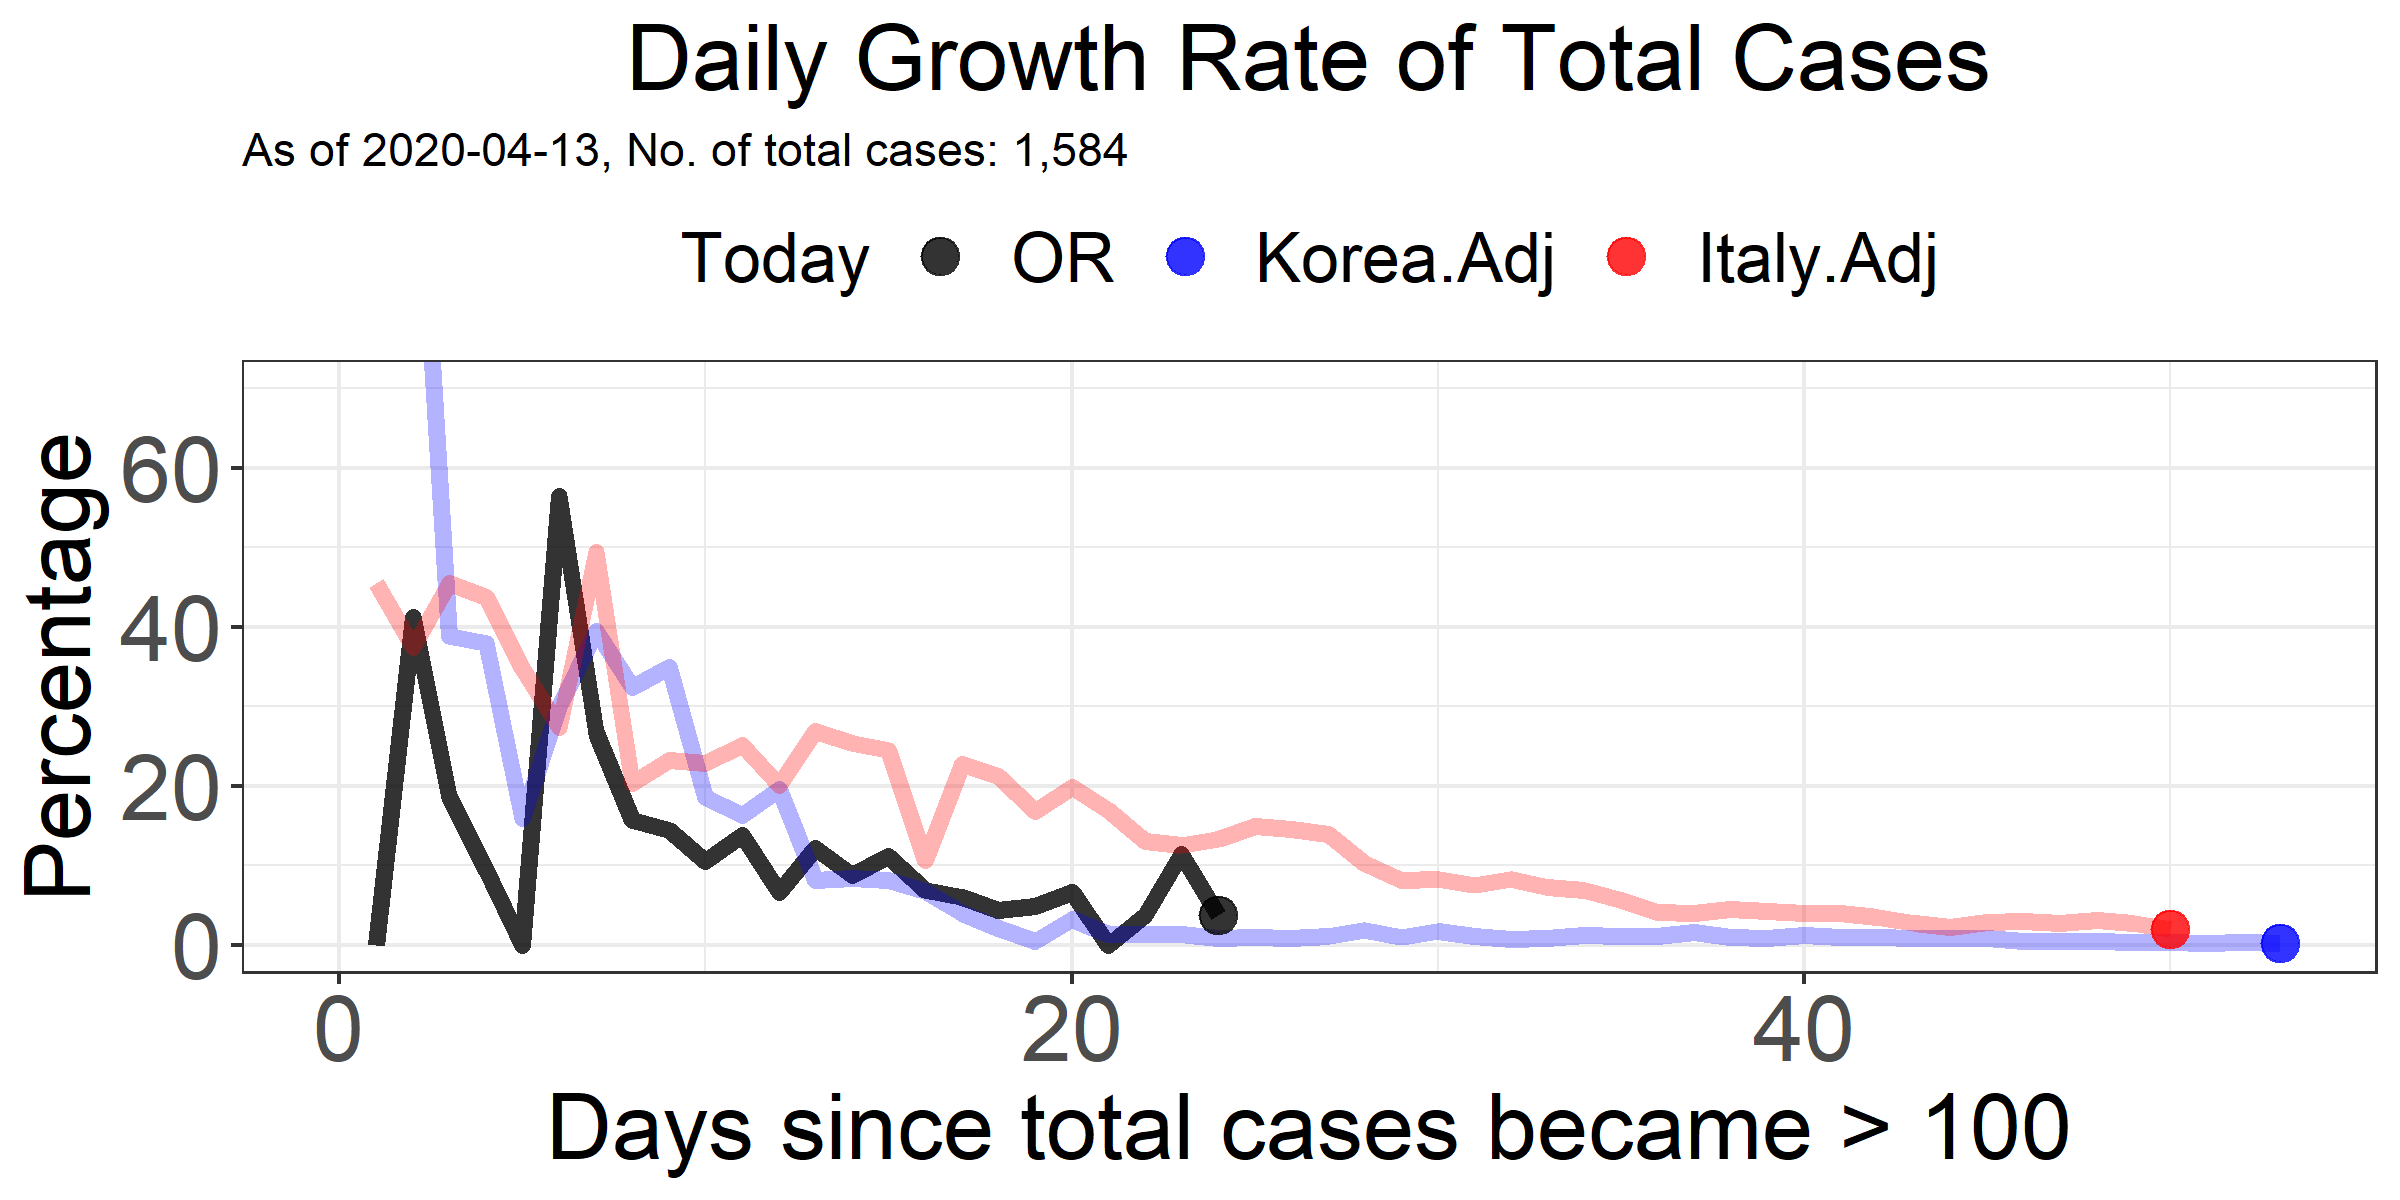 Daily Growth Rate of Total Cases
As of 2020-04-13, No. of total cases: 1,584
Today OR Korea.Adj Italy.Adj
Percentage
60
40
20
0
0 20 40
Days since total cases became > 100